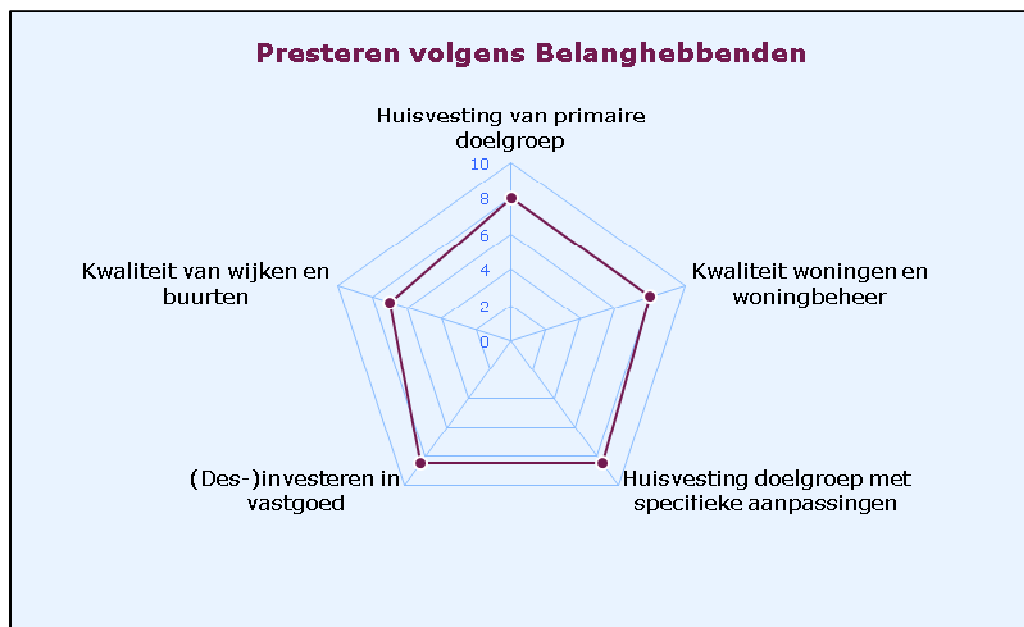 Presteren volgens Belanghebbenden
Huisvesting van primaire
doelgroep
10
8
6
4
2
0
Kwaliteit van wijken en
buurten
Kwaliteit woningen en
woningbeheer
(Des-)investeren in
vastgoed
Huisvesting doelgroep met
specifieke aanpassingen